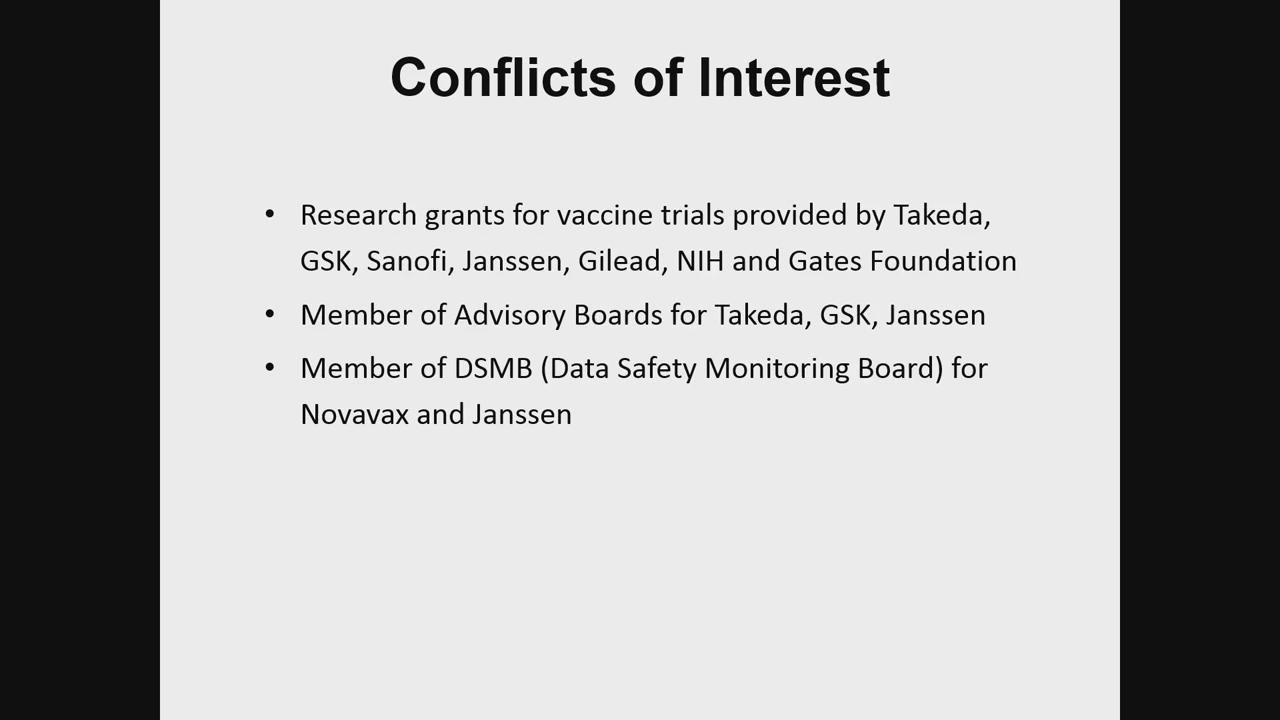 Conflicts of Interest
• Research grants for vaccine trials provided by Takeda,
GSK, Sanofi, Janssen, Gilead, NIH and Gates Foundation
• Member of Advisory Boards for Takeda, GSK, Janssen
• Member of DSMB (Data Safety Monitoring Board) for
Novavax and Janssen